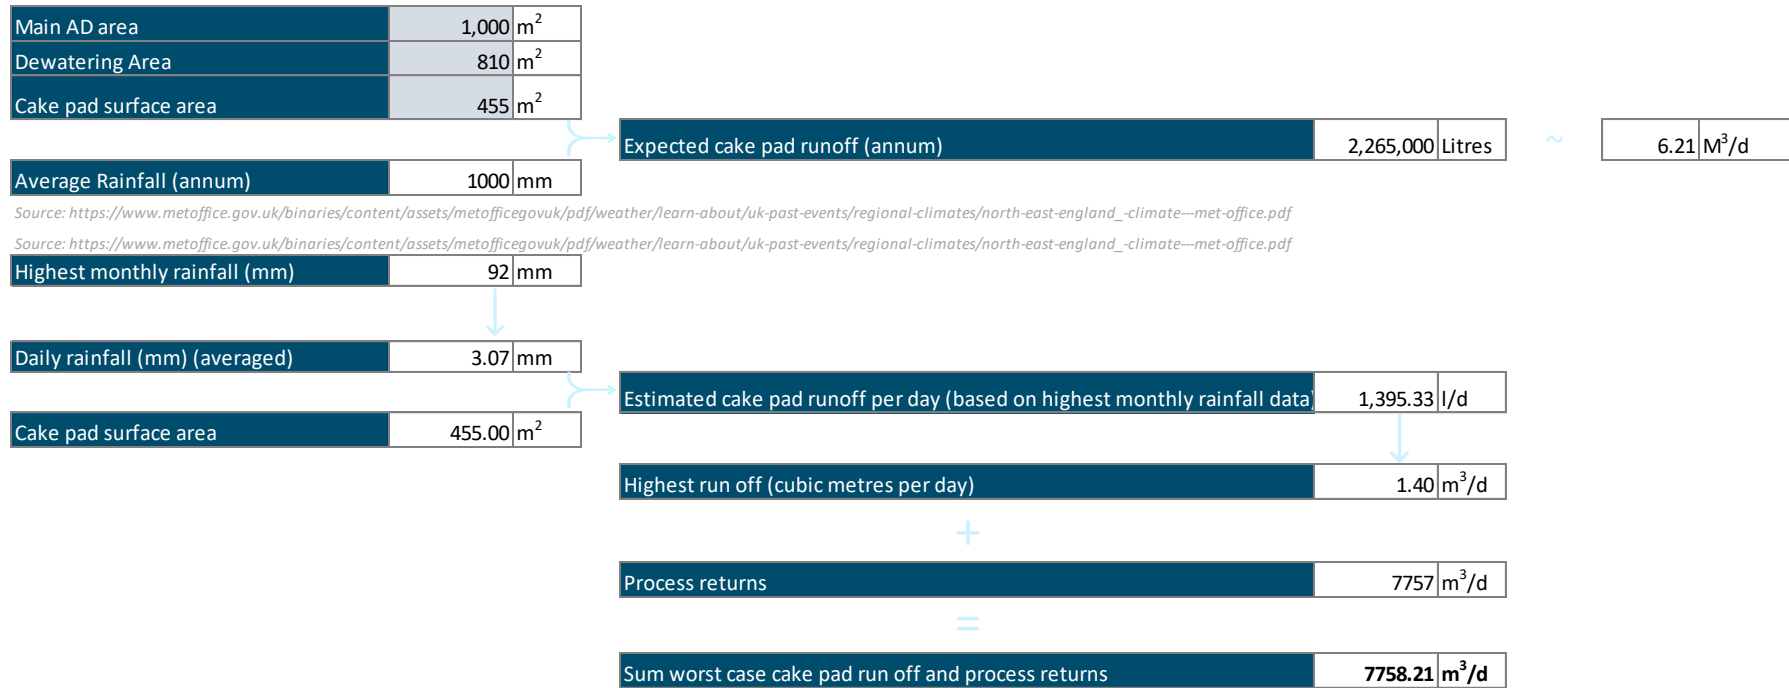 Main AD area 1,000 m²
Dewatering Area 810 m²
Cake pad surface area 455 m²
Expected cake pad runoff (annum) 2,265,000 Litres ~ 6.21 M³/d
Average Rainfall (annum) 1000 mm
Source: https://www.metoffice.gov.uk/binaries/content/assets/metofficegovuk/pdf/weather/learn-about/uk-past-events/regional-climates/north-east-england_-climate---met-office.pdf
Source: https://www.metoffice.gov.uk/binaries/content/assets/metofficegovuk/pdf/weather/learn-about/uk-past-events/regional-climates/north-east-england_-climate---met-office.pdf
Highest monthly rainfall (mm) 92 mm
Daily rainfall (mm) (averaged) 3.07 mm
Estimated cake pad runoff per day (based on highest monthly rainfall data) 1,395.33 l/d
Cake pad surface area 455.00 m²
Highest run off (cubic metres per day) 1.40 m³/d
+
Process returns 7757 m³/d
=
Sum worst case cake pad run off and process returns 7758.21 m³/d